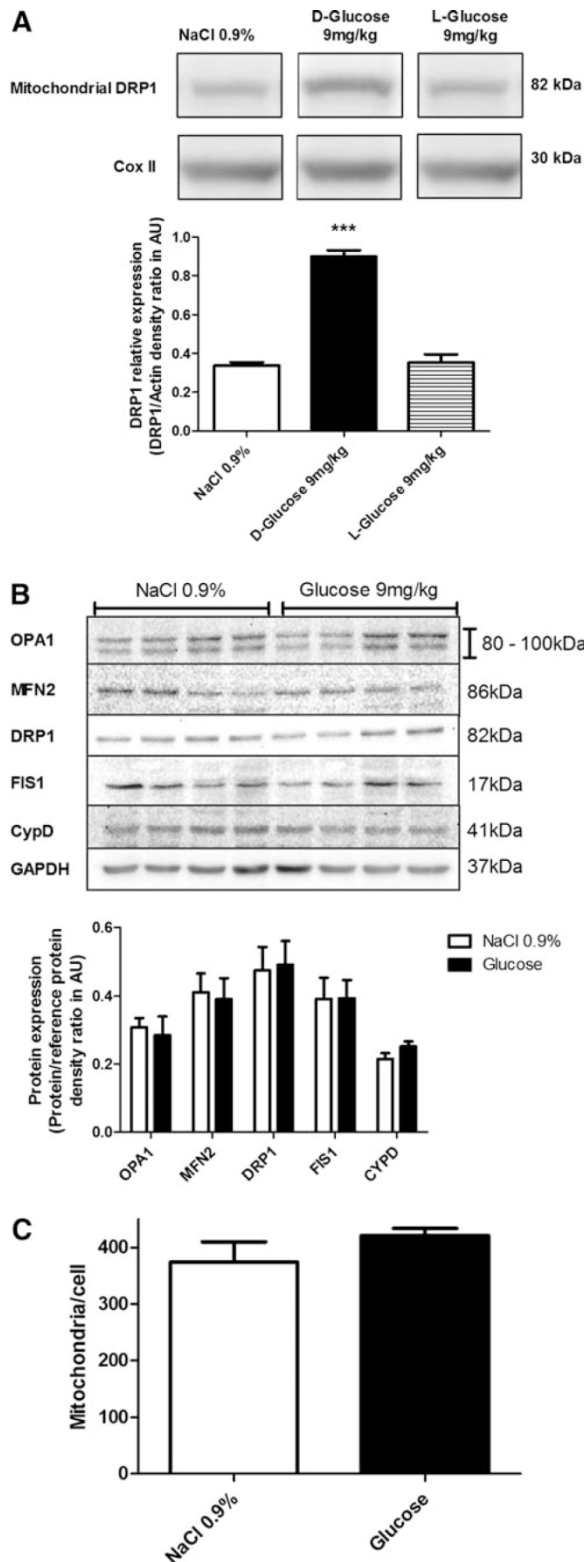 A
NaCl 0.9%
D-Glucose
9mg/kg
L-Glucose
9mg/kg
Mitochondrial DRP1
82 kDa
Cox II
30 kDa
***
DRP1 relative expression
(DRP1/Actin density ratio in AU)
1.0
0.8
0.6
0.4
0.2
0.0
NaCl 0.9%
D-Glucose 9mg/kg
L-Glucose 9mg/kg
B
NaCl 0.9%
Glucose 9mg/kg
OPA1
80 - 100kDa
MFN2
86kDa
DRP1
82kDa
FIS1
17kDa
CypD
41kDa
GAPDH
37kDa
Protein expression
(Protein/reference protein
density ratio in AU)
0.6
0.4
0.2
0.0
NaCl 0.9%
Glucose
OPA1
MFN2
DRP1
FIS1
CYPD
C
Mitochondria/cell
400
300
200
100
0
NaCl 0.9%
Glucose